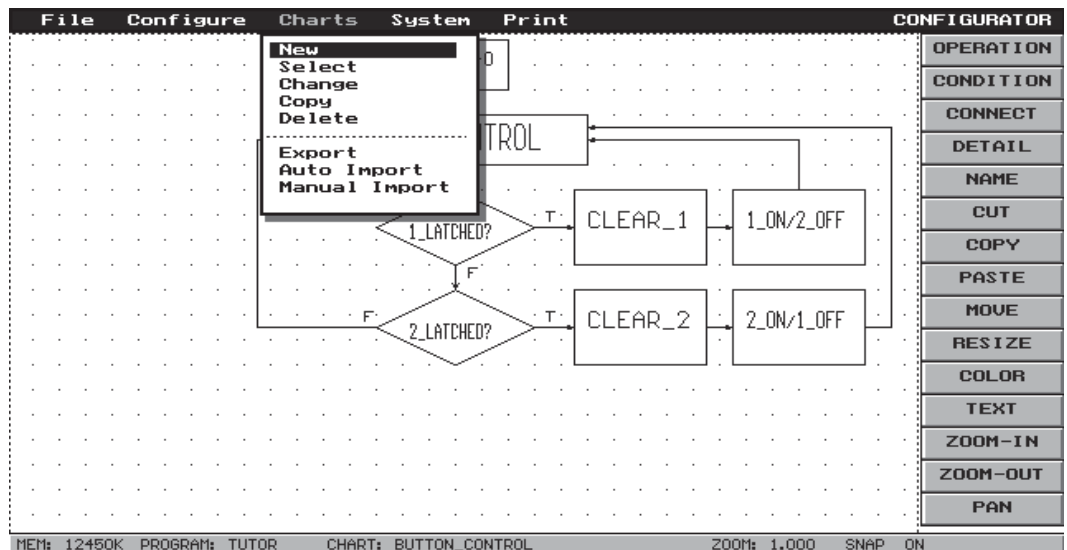 File Configure Charts System Print CONFIGURATOR
New
Select
Change
Copy
Delete
Export
Auto Import
Manual Import
0
TROL
1_LATCHED?
T
CLEAR_1
1_ON/2_OFF
F
F
2_LATCHED?
T
CLEAR_2
2_ON/1_OFF
OPERATION
CONDITION
CONNECT
DETAIL
NAME
CUT
COPY
PASTE
MOVE
RESIZE
COLOR
TEXT
ZOOM-IN
ZOOM-OUT
PAN
MEM: 12450K PROGRAM: TUTOR CHART: BUTTON_CONTROL ZOOM: 1.000 SNAP ON